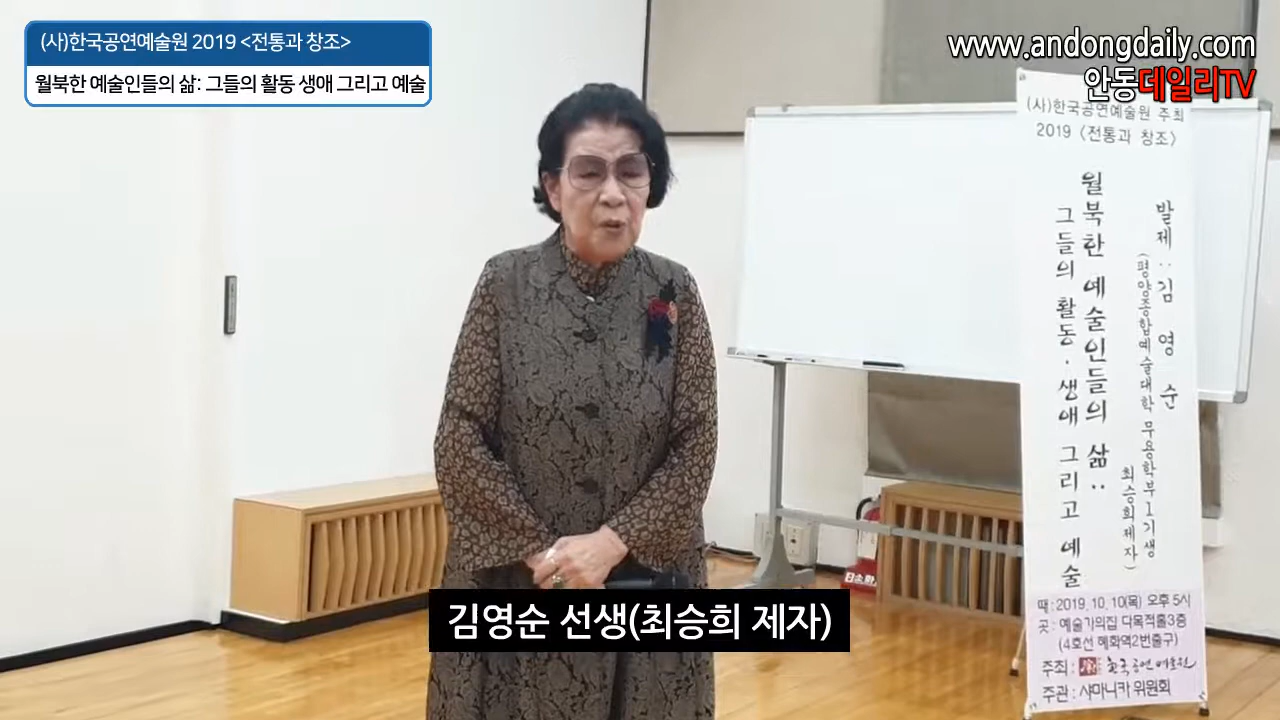 (사)한국공연예술원 2019 <전통과 창조>
월북한 예술인들의 삶: 그들의 활동 생애 그리고 예술
www.andongdaily.com
안동데일리TV
(사)한국공연예술원 주최
2019 <전통과 창조>
월북한 예술인들의 삶:
그들의 활동·생애 그리고 예술
발제: 김영순
(평양종합예술대학 무용학부 1기생
최승희제자)
때: 2019. 10. 10(목) 오후 5시
곳: 예술가의집 다목적홀3층
(4호선 혜화역2번출구)
주최: 한국공연예술원
주관: 샤마니카 위원회
김영순 선생(최승희 제자)